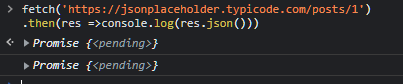 > fetch('https://jsonplaceholder.typicode.com/posts/1')
.then(res =>console.log(res.json()))
▶ Promise {<pending>}
▶ Promise {<pending>}